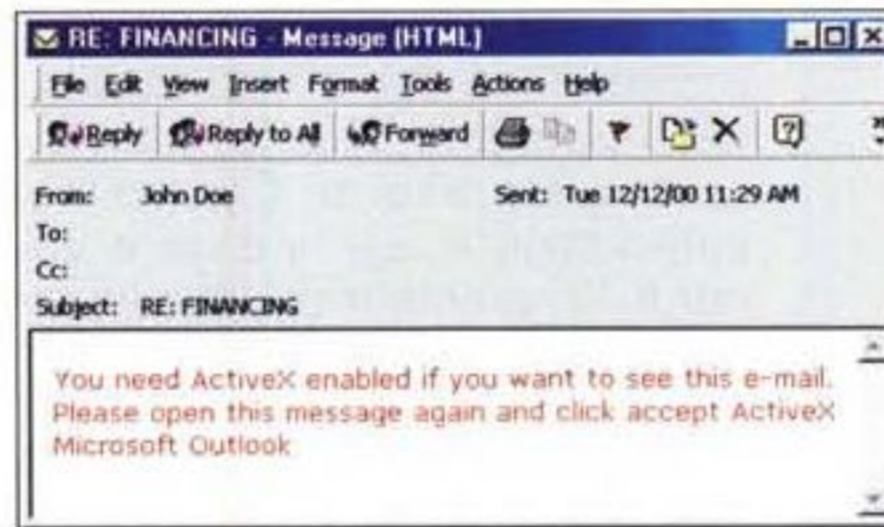 RE: FINANCING - Message (HTML)
File Edit View Insert Format Tools Actions Help
Reply Reply to All Forward
From: John Doe Sent: Tue 12/12/00 11:29 AM
To:
Cc:
Subject: RE: FINANCING
You need ActiveX enabled if you want to see this e-mail.
Please open this message again and click accept ActiveX
Microsoft Outlook